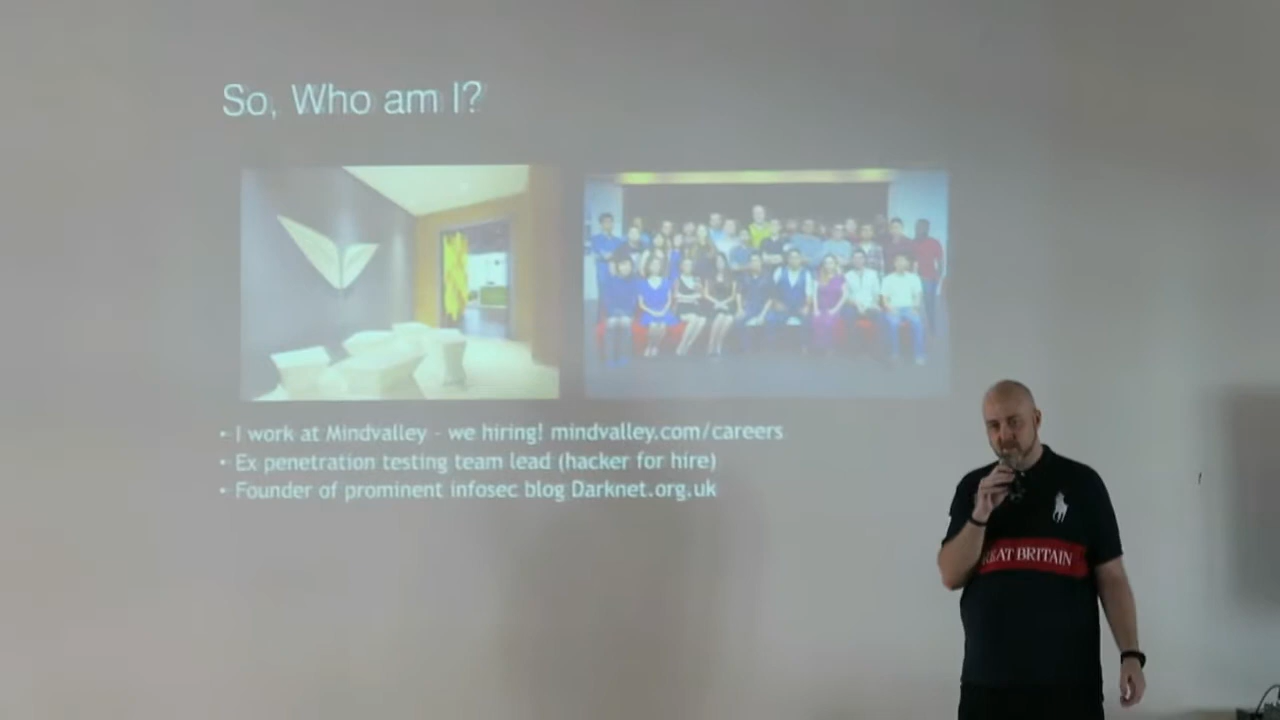 So, Who am I?
- I work at Mindvalley - we hiring! mindvalley.com/careers
- Ex penetration testing team lead (hacker for hire)
- Founder of prominent infosec blog Darknet.org.uk
REAT BRITAIN